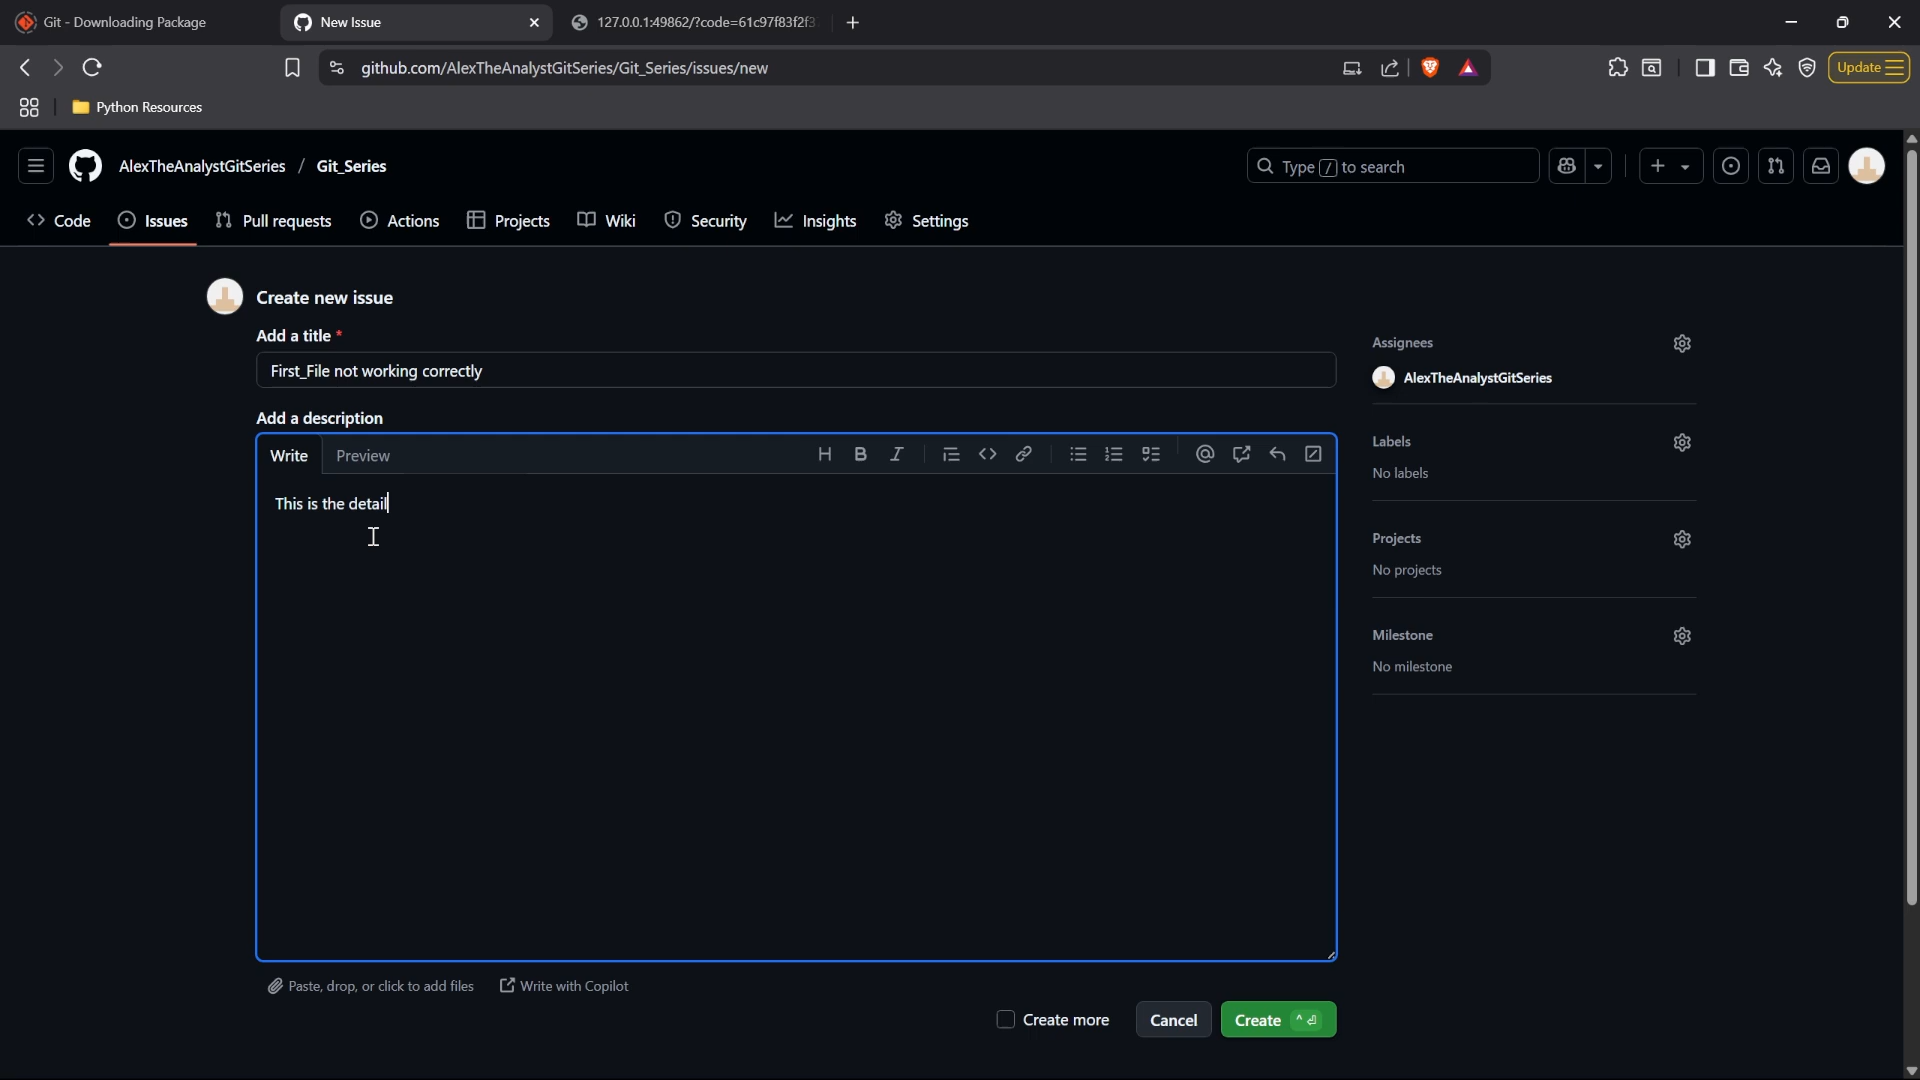 Git - Downloading Package
New Issue
127.0.0.1:49862/?code=61c97f83f2f3
github.com/AlexTheAnalystGitSeries/Git_Series/issues/new
Update
Python Resources
AlexTheAnalystGitSeries / Git_Series
Type / to search
Code
Issues
Pull requests
Actions
Projects
Wiki
Security
Insights
Settings
Create new issue
Add a title *
First_File not working correctly
Add a description
Write
Preview
This is the detail
Paste, drop, or click to add files
Write with Copilot
Create more
Cancel
Create
Assignees
AlexTheAnalystGitSeries
Labels
No labels
Projects
No projects
Milestone
No milestone